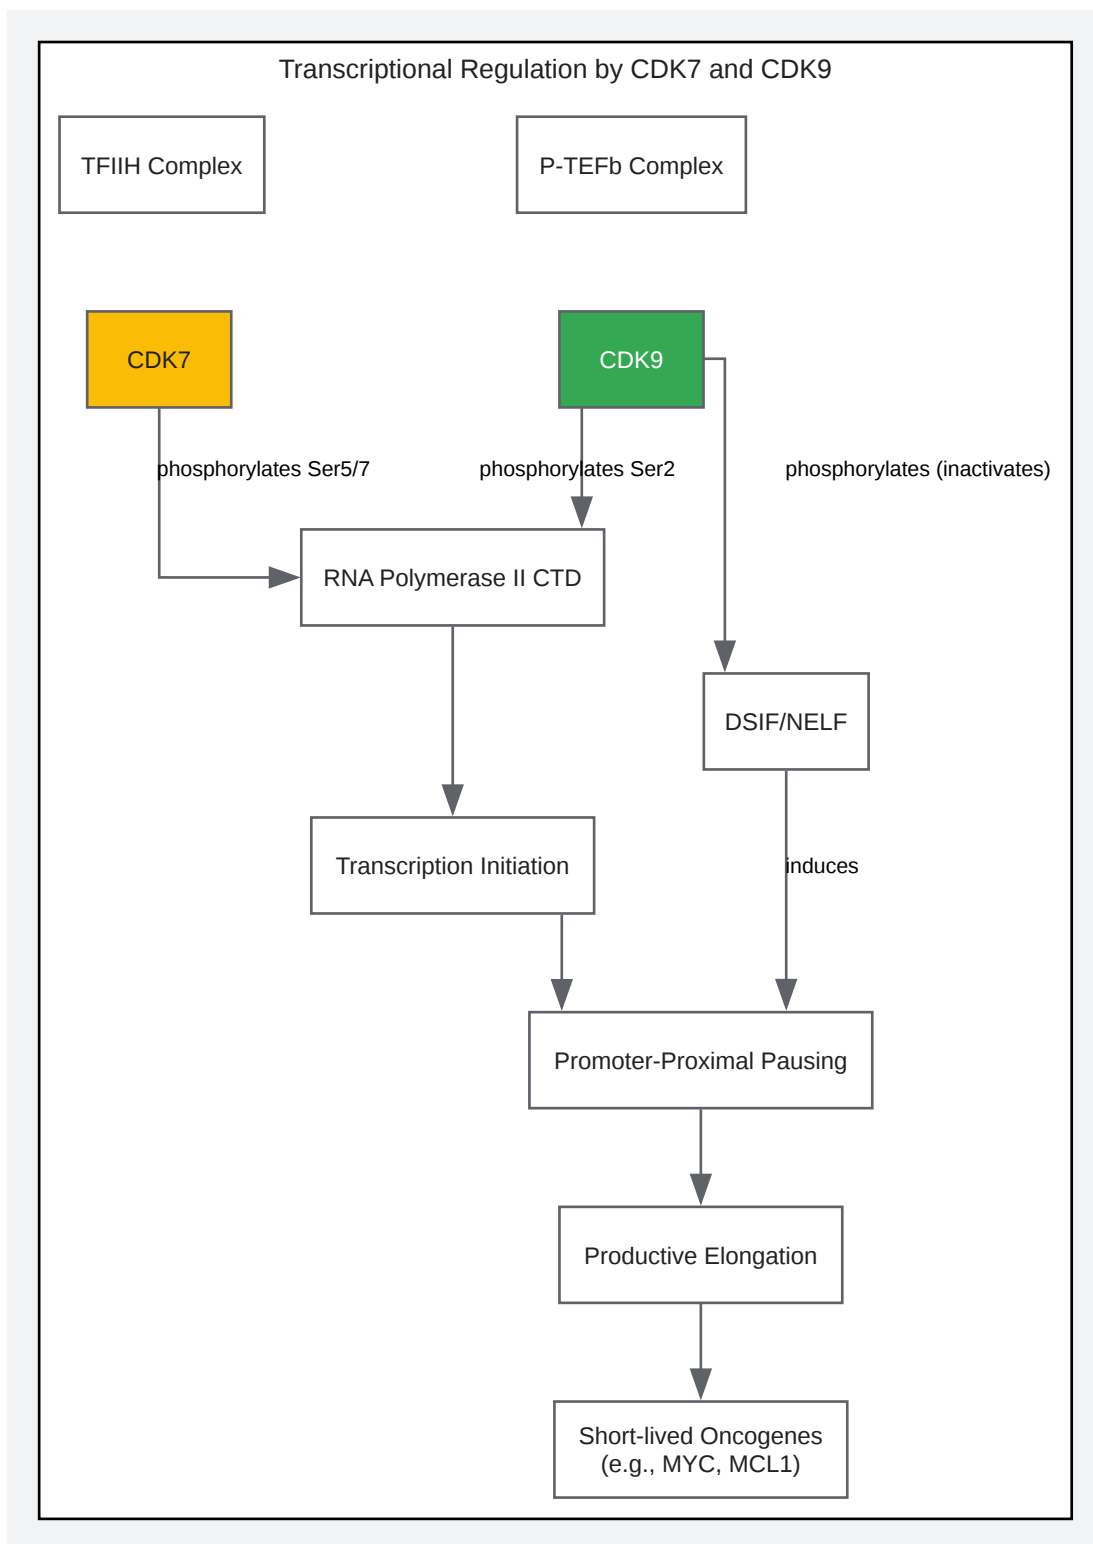 Transcriptional Regulation by CDK7 and CDK9
TFIIH Complex
P-TEFb Complex
CDK7
CDK9
phosphorylates Ser5/7
phosphorylates Ser2
phosphorylates (inactivates)
RNA Polymerase II CTD
DSIF/NELF
Transcription Initiation
induces
Promoter-Proximal Pausing
Productive Elongation
Short-lived Oncogenes
(e.g., MYC, MCL1)